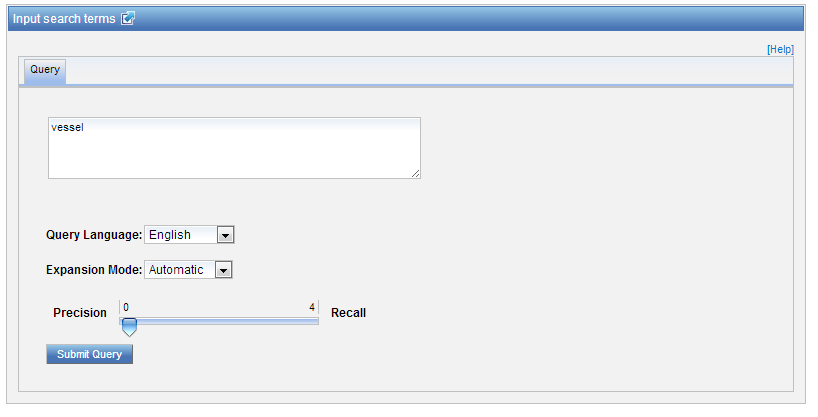 Input search terms
[Help]
Query
vessel
Query Language: English
Expansion Mode: Automatic
0 4
Precision Recall
Submit Query